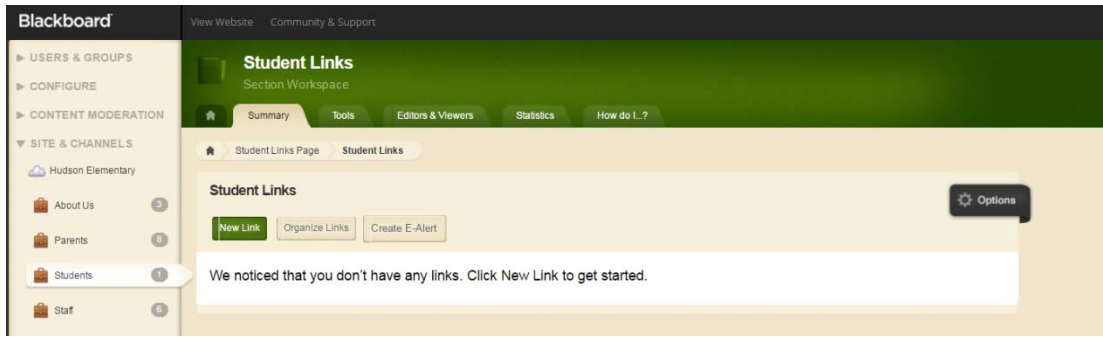 Blackboard
View Website Community & Support
USERS & GROUPS
CONFIGURE
CONTENT MODERATION
SITE & CHANNELS
Hudson Elementary
About Us 3
Parents 8
Students 1
Staff 6
Student Links
Section Workspace
Summary Tools Editors & Viewers Statistics How do I...?
Student Links Page Student Links
Student Links
Options
New Link Organize Links Create E-Alert
We noticed that you don't have any links. Click New Link to get started.